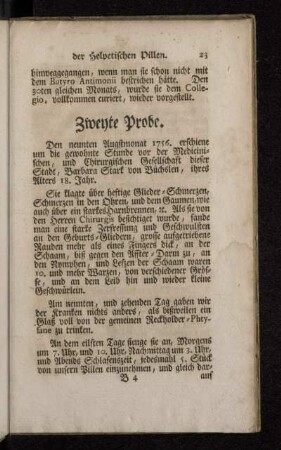 der Helvetischen Pillen. 23
hinweggegangen, wenn man sie schon nicht mit
dem Butyro Antimonii bestrichen hätte. Den
30ten gleichen Monats, wurde sie dem Colle-
gio, vollkommen curiert, wieder vorgestellt.
Zweyte Probe.
Den neunten Augstmonat 1756. erschiene
um die gewohnte Stunde vor der Medicini-
schen, und Chirurgischen Gesellschaft dieser
Stadt, Barbara Stark von Büchslen, ihres
Alters 18. Jahr.
Sie klagte über heftige Glieder-Schmerzen,
Schmerzen in den Ohren, und dem Gaumen, wie
auch über ein starkes Harnbrennen, ꝛc. Als sie von
den Herren Chirurgis besichtiget wurde, fande
man eine starke Zerfressung und Geschwulsten
an den Geburts-Gliedern, grosse aufgetriebene
Rauden mehr als eines Fingers dick, an der
Schaam, biß gegen den Affter-Darm zu, an
den Nymphen, und Lefzen der Schaam waren
10. und mehr Warzen, von verschiedener Grös-
se, und an dem Leib hin und wieder kleine
Geschwürlein.
Am neunten, und zehenden Tag gaben wir
der Kranken nichts anders, als bißweilen ein
Glaß voll von der gemeinen Reckholder-Ptey-
sane zu trinken.
An dem eilften Tage fienge sie an, Morgens
um 7. Uhr, und 10. Uhr, Nachmittag um 3. Uhr,
und Abends Schlafenszeit, jedesmahl 5. Stück
von unsern Pillen einzunehmen, und gleich dar-
B 4 auf